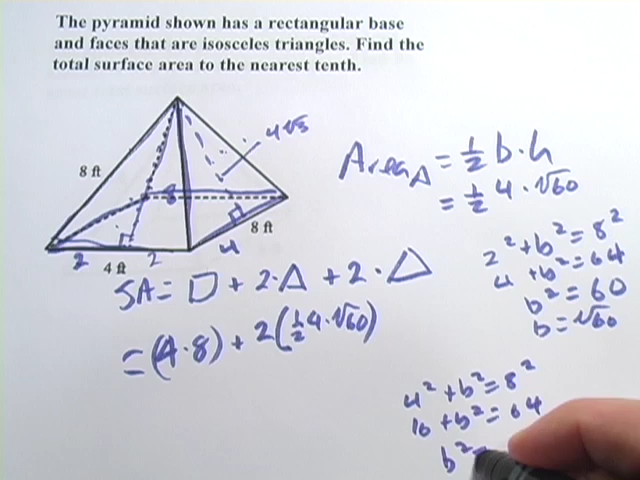 The pyramid shown has a rectangular base
and faces that are isosceles triangles. Find the
total surface area to the nearest tenth.
4√3
8 ft
8
8 ft
4
2
4 ft
2
Area△ = ½ b·h
= ½ 4·√60
2² + b² = 8²
4 + b² = 64
b² = 60
b = √60
SA = □ + 2·△ + 2·△
= (4·8) + 2(½ 4·√60)
4² + b² = 8²
16 + b² = 64
b² =